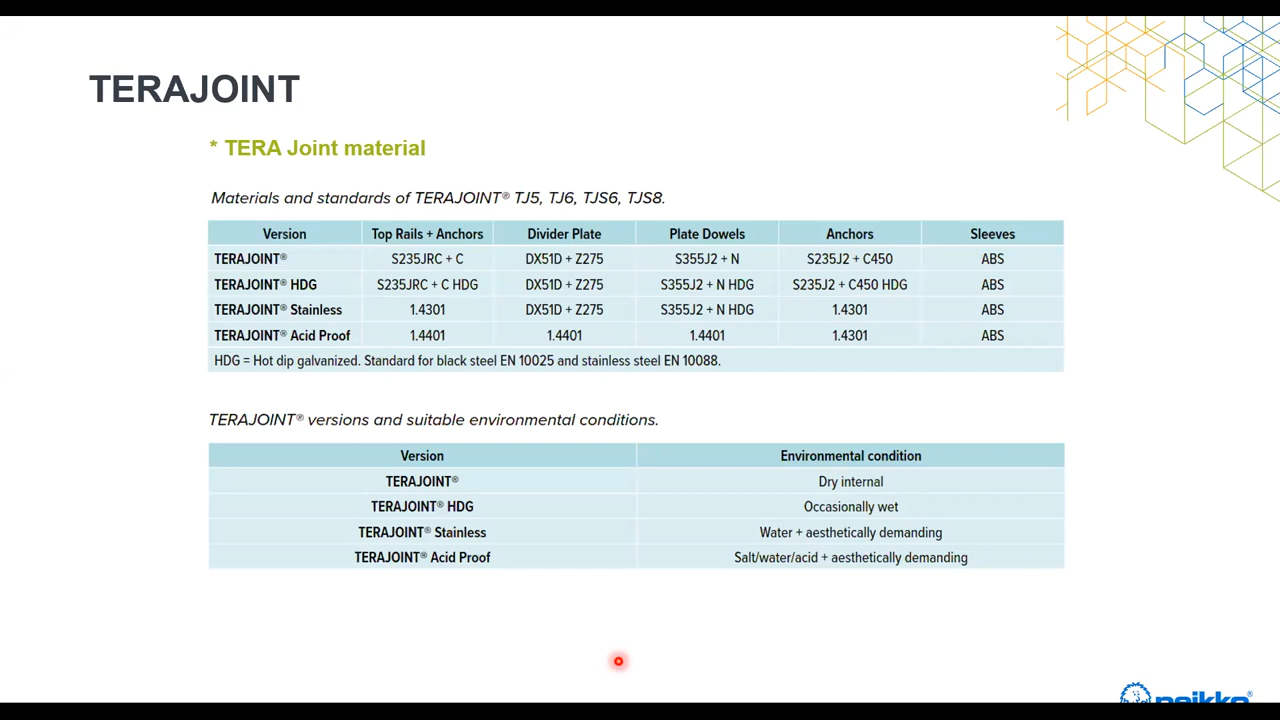 TERAJOINT
* TERA Joint material
Materials and standards of TERAJOINT® TJ5, TJ6, TJS6, TJS8.
Version Top Rails + Anchors Divider Plate Plate Dowels Anchors Sleeves
TERAJOINT® S235JRC + C DX51D + Z275 S355J2 + N S235J2 + C450 ABS
TERAJOINT® HDG S235JRC + C HDG DX51D + Z275 S355J2 + N HDG S235J2 + C450 HDG ABS
TERAJOINT® Stainless 1.4301 DX51D + Z275 S355J2 + N HDG 1.4301 ABS
TERAJOINT® Acid Proof 1.4401 1.4401 1.4401 1.4301 ABS
HDG = Hot dip galvanized. Standard for black steel EN 10025 and stainless steel EN 10088.
TERAJOINT® versions and suitable environmental conditions.
Version Environmental condition
TERAJOINT® Dry internal
TERAJOINT® HDG Occasionally wet
TERAJOINT® Stainless Water + aesthetically demanding
TERAJOINT® Acid Proof Salt/water/acid + aesthetically demanding
peikko®